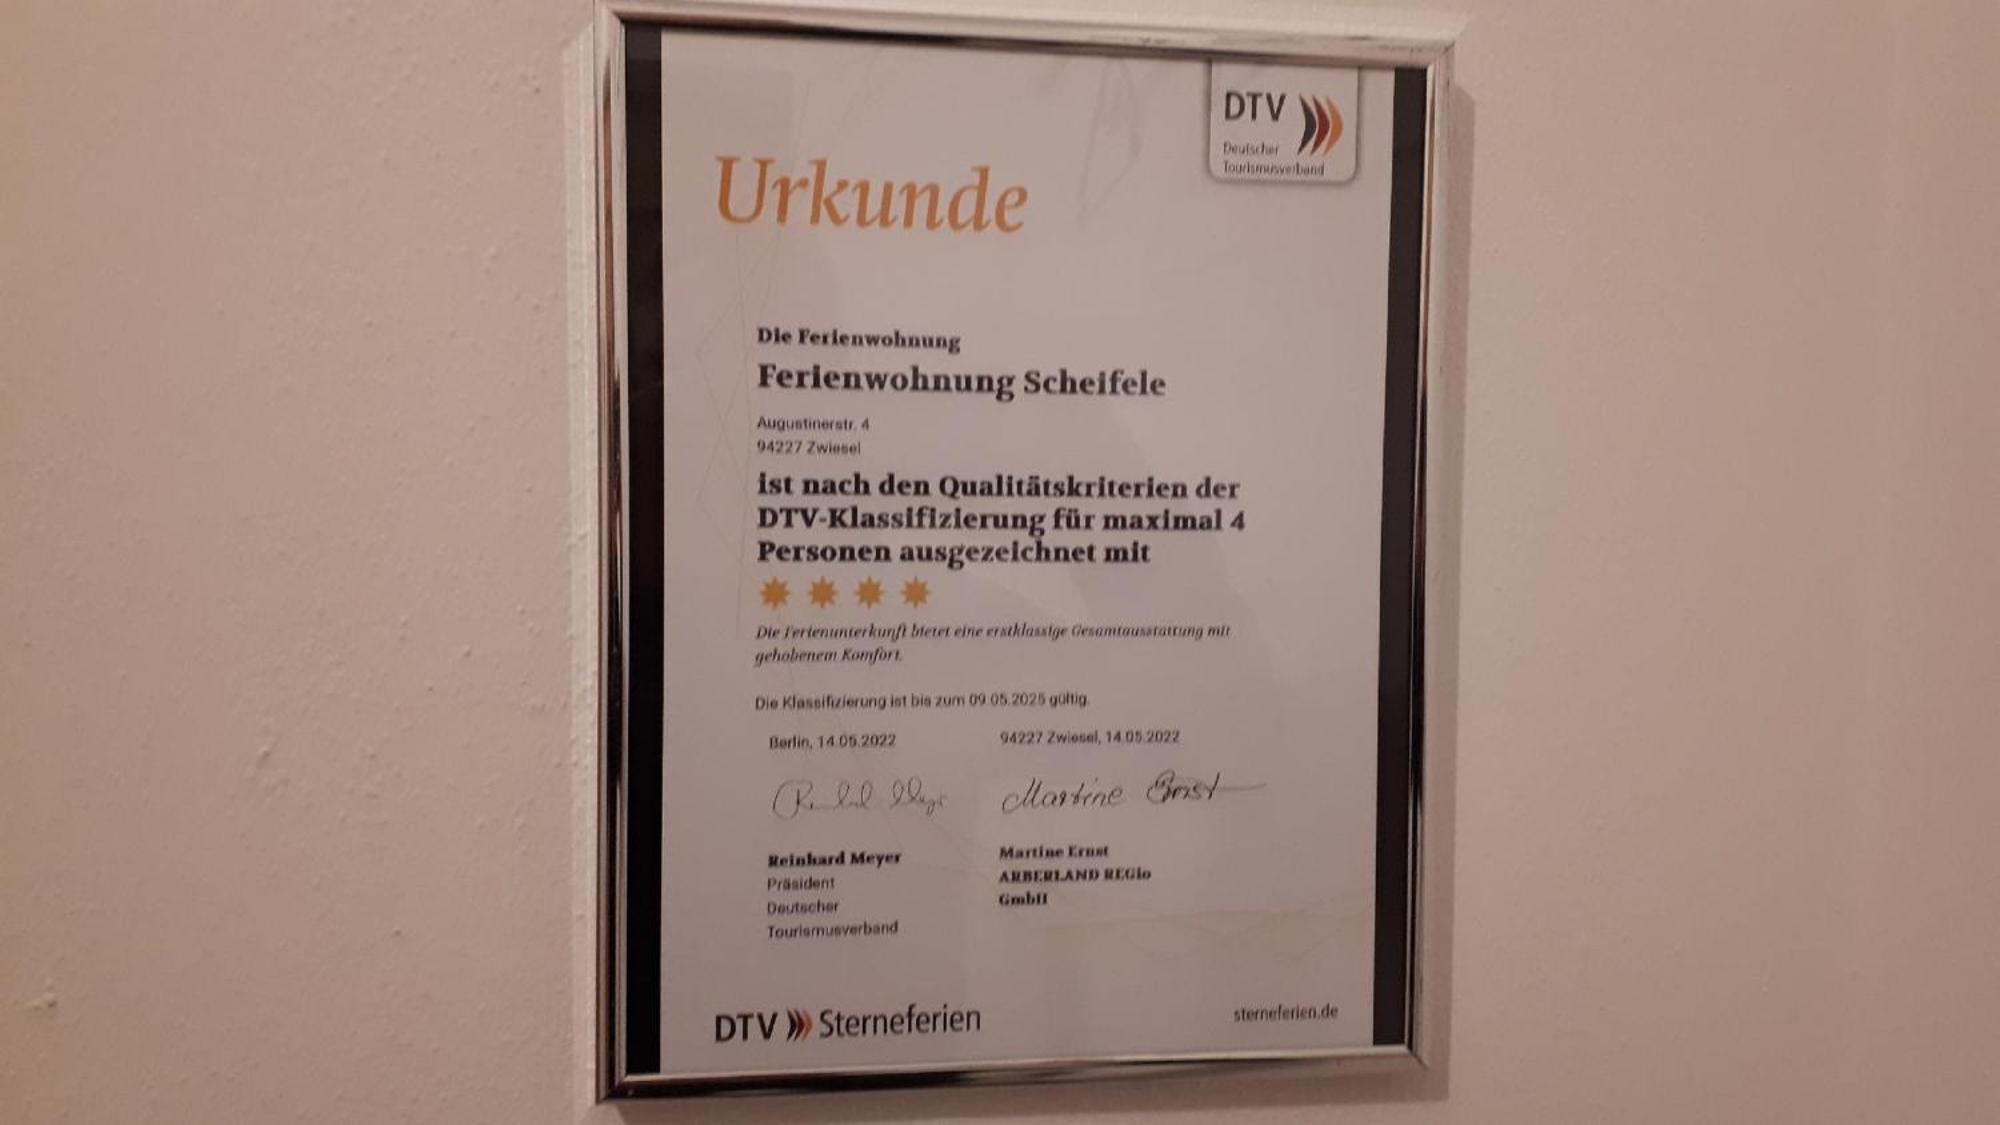 DTV
Deutscher
Tourismusverband
Urkunde
Die Ferienwohnung
Ferienwohnung Scheifele
Augustinerstr. 4
94227 Zwiesel
ist nach den Qualitätskriterien der
DTV-Klassifizierung für maximal 4
Personen ausgezeichnet mit
Die Ferienunterkunft bietet eine erstklassige Gesamtausstattung mit
gehobenem Komfort.
Die Klassifizierung ist bis zum 09.05.2025 gültig.
Berlin, 14.05.2022
94227 Zwiesel, 14.05.2022
Martine Ernst
Reinhard Meyer
Präsident
Deutscher
Tourismusverband
Martine Ernst
ARBERLAND REGio
GmbH
DTV Sterneferien
sterneferien.de